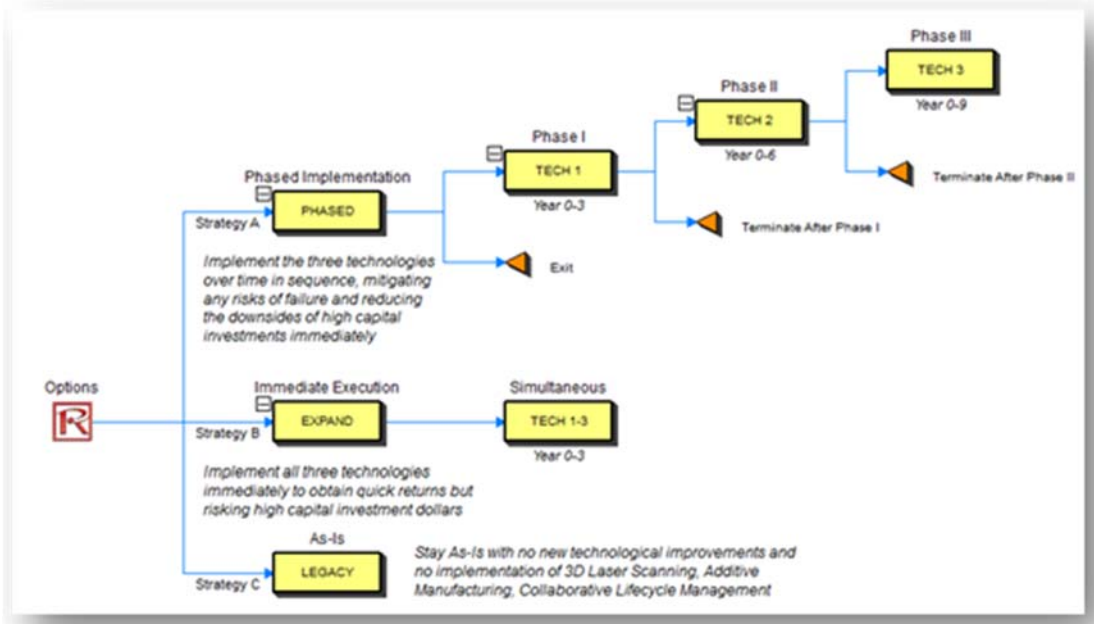 Phase III
TECH 3
Year 0-9
Phase II
TECH 2
Year 0-6
Terminate After Phase II
Phase I
TECH 1
Year 0-3
Terminate After Phase I
Phased Implementation
PHASED
Strategy A
Exit
Implement the three technologies
over time in sequence, mitigating
any risks of failure and reducing
the downsides of high capital
investments immediately
Options
R
Immediate Execution
EXPAND
Strategy B
Simultaneous
TECH 1-3
Year 0-3
Implement all three technologies
immediately to obtain quick returns but
risking high capital investment dollars
As-Is
LEGACY
Strategy C
Stay As-Is with no new technological improvements and
no implementation of 3D Laser Scanning, Additive
Manufacturing, Collaborative Lifecycle Management